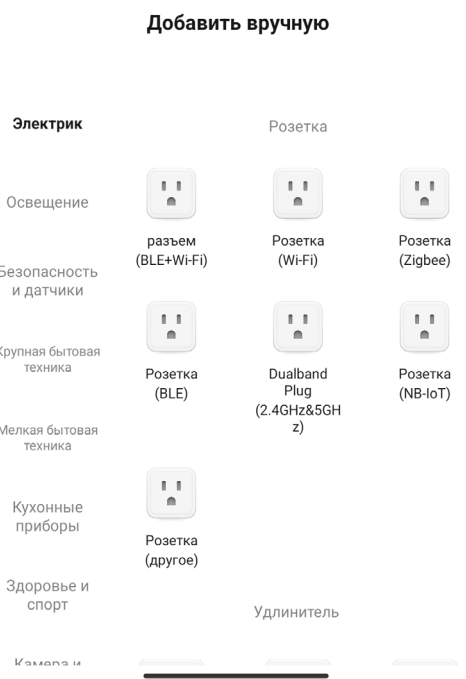 Добавить вручную
Электрик
Освещение
Безопасность
и датчики
Крупная бытовая
техника
Мелкая бытовая
техника
Кухонные
приборы
Здоровье и
спорт
Камера и
Розетка
разъем
(BLE+Wi-Fi)
Розетка
(Wi-Fi)
Розетка
(Zigbee)
Розетка
(BLE)
Dualband
Plug
(2.4GHz&5GH
z)
Розетка
(NB-IoT)
Розетка
(другое)
Удлинитель